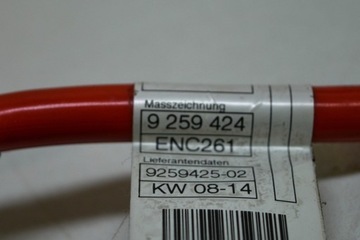 Masszeichnung
9 259 424
ENC261
Lieferantendaten
9259425-02
KW 08-14